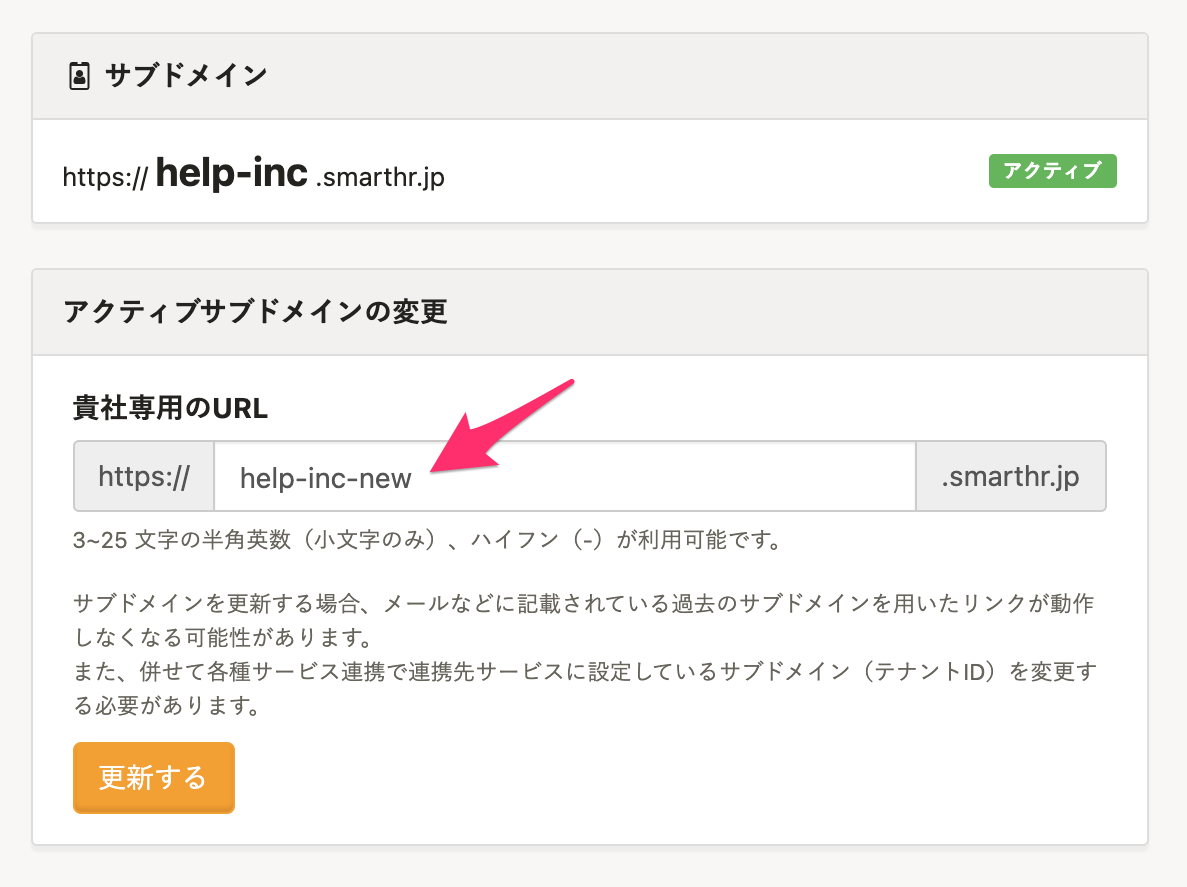 サブドメイン
https:// help-inc .smarthr.jp
アクティブ
アクティブサブドメインの変更
貴社専用のURL
https:// help-inc-new .smarthr.jp
3~25 文字の半角英数（小文字のみ）、ハイフン（-）が利用可能です。
サブドメインを更新する場合、メールなどに記載されている過去のサブドメインを用いたリンクが動作
しなくなる可能性があります。
また、併せて各種サービス連携で連携先サービスに設定しているサブドメイン（テナントID）を変更す
る必要があります。
更新する